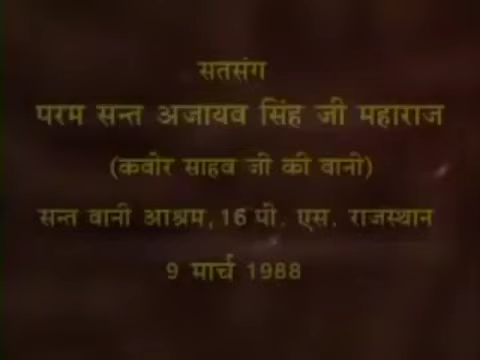 सतसंग
परम सन्त अजायव सिंह जी महाराज
(कवोर साहव जी की वानी)
सन्त वानी आश्रम, 16 पी. एस. राजस्थान
9 मार्च 1988